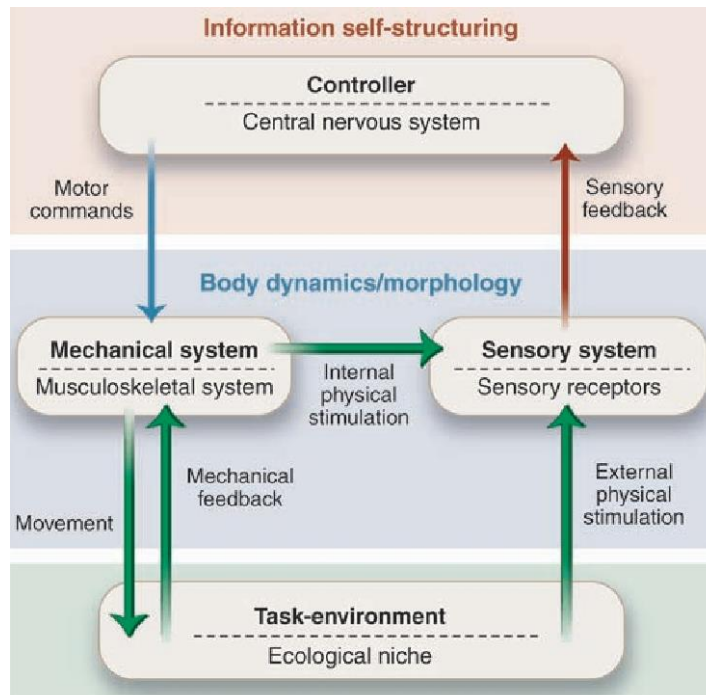 Information self-structuring
Controller
Central nervous system
Motor
commands
Sensory
feedback
Body dynamics/morphology
Mechanical system
Musculoskeletal system
Internal
physical
stimulation
Sensory system
Sensory receptors
Mechanical
feedback
Movement
External
physical
stimulation
Task-environment
Ecological niche